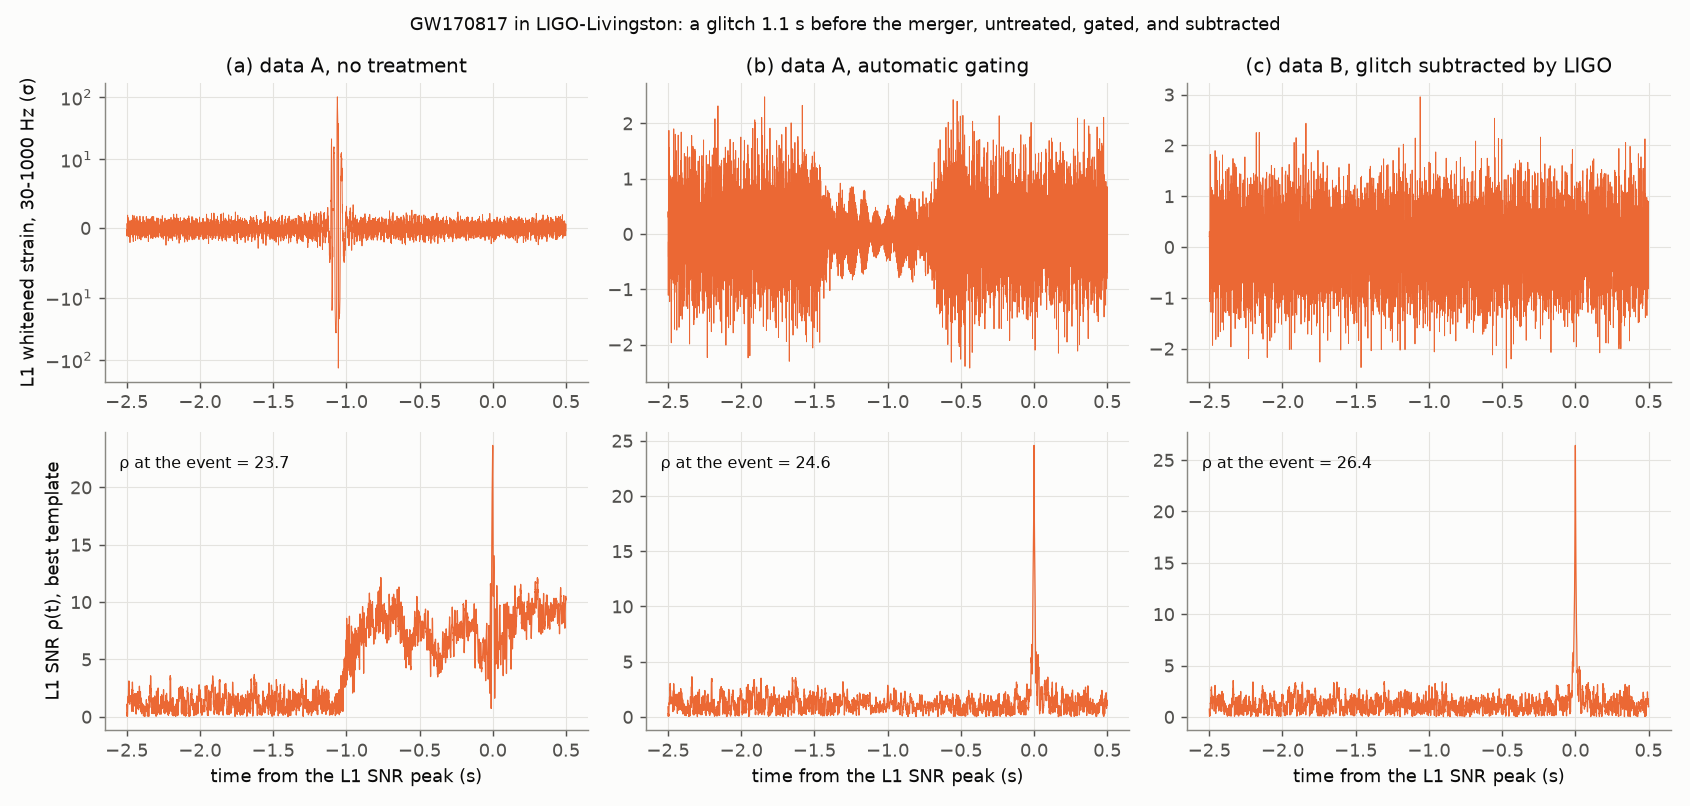 GW170817 in LIGO-Livingston: a glitch 1.1 s before the merger, untreated, gated, and subtracted
(a) data A, no treatment
L1 whitened strain, 30-1000 Hz (σ)
10²
10¹
0
−10¹
−10²
−2.5 −2.0 −1.5 −1.0 −0.5 0.0 0.5
(b) data A, automatic gating
2
1
0
−1
−2
−2.5 −2.0 −1.5 −1.0 −0.5 0.0 0.5
(c) data B, glitch subtracted by LIGO
3
2
1
0
−1
−2
−2.5 −2.0 −1.5 −1.0 −0.5 0.0 0.5
L1 SNR ρ(t), best template
ρ at the event = 23.7
20
15
10
5
0
−2.5 −2.0 −1.5 −1.0 −0.5 0.0 0.5
time from the L1 SNR peak (s)
ρ at the event = 24.6
25
20
15
10
5
0
−2.5 −2.0 −1.5 −1.0 −0.5 0.0 0.5
time from the L1 SNR peak (s)
ρ at the event = 26.4
25
20
15
10
5
0
−2.5 −2.0 −1.5 −1.0 −0.5 0.0 0.5
time from the L1 SNR peak (s)